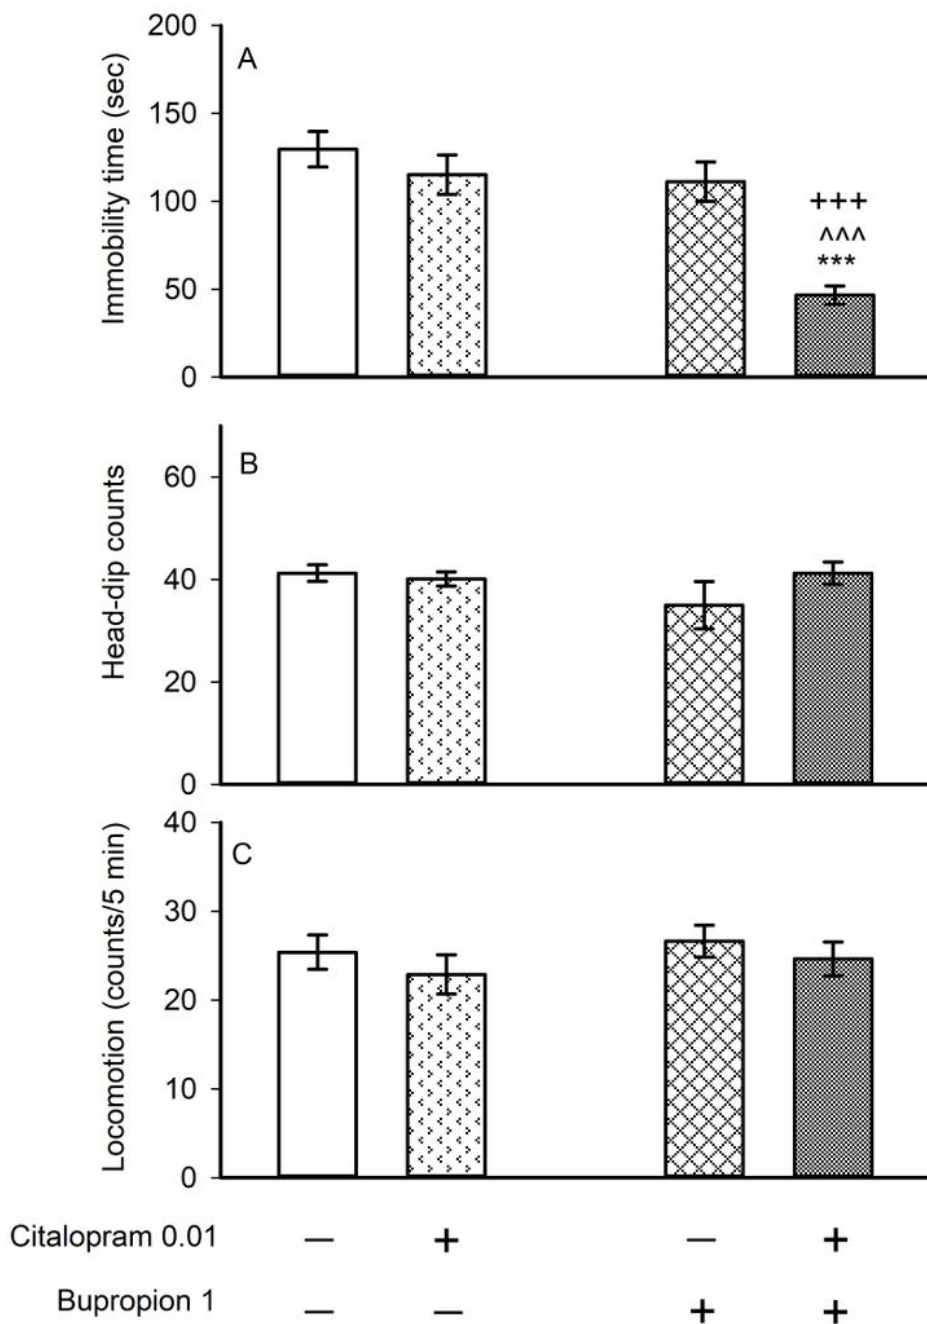 A
Immobility time (sec)
200
150
100
50
0
+++
^^^
***
B
Head-dip counts
60
40
20
0
C
Locomotion (counts/5 min)
40
30
20
10
0
Citalopram 0.01 — + — +
Bupropion 1 — — + +